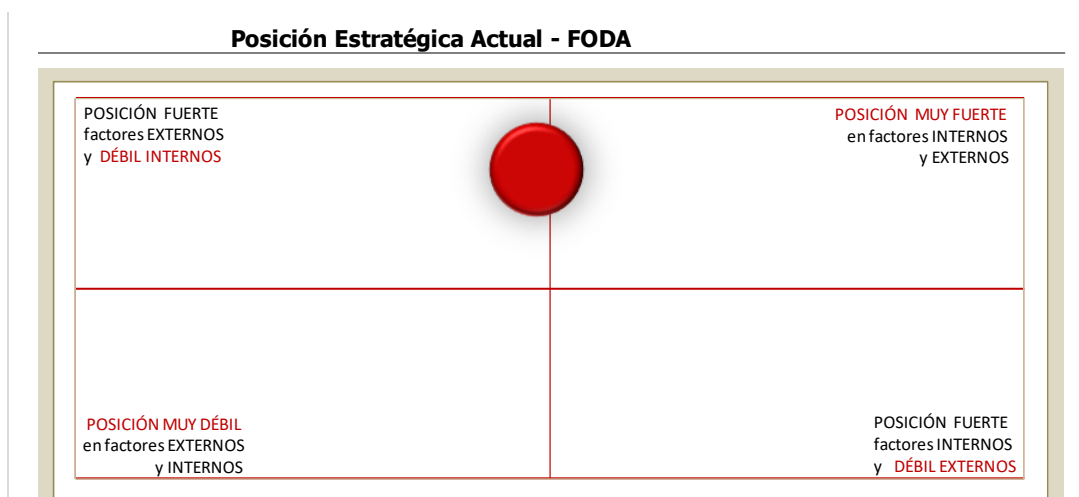 Posición Estratégica Actual - FODA
POSICIÓN FUERTE
factores EXTERNOS
y DÉBIL INTERNOS
POSICIÓN MUY FUERTE
en factores INTERNOS
y EXTERNOS
POSICIÓN MUY DÉBIL
en factores EXTERNOS
y INTERNOS
POSICIÓN FUERTE
factores INTERNOS
y DÉBIL EXTERNOS